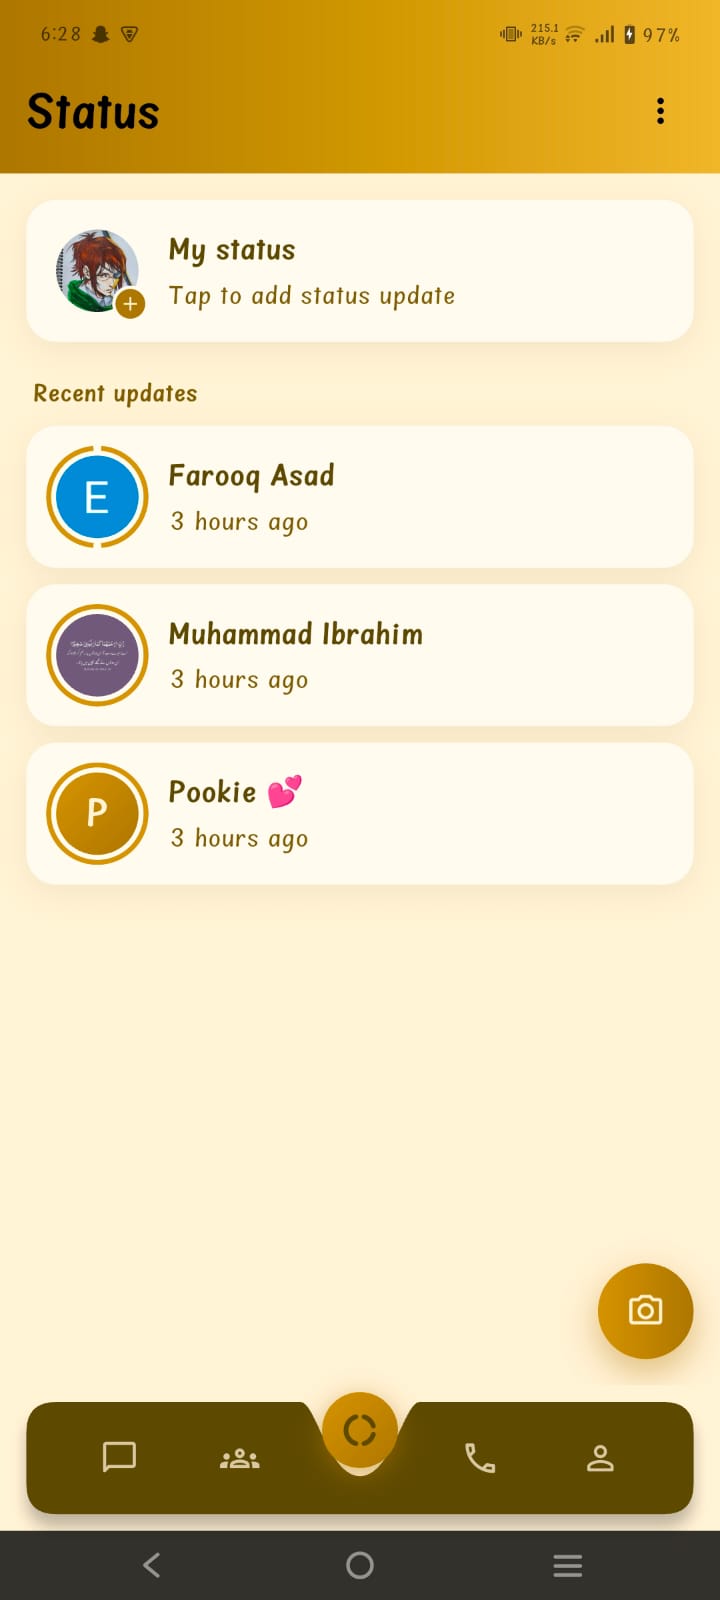 6:28
215.1
KB/s
97%
Status
My status
Tap to add status update
Recent updates
E
Farooq Asad
3 hours ago
Muhammad Ibrahim
3 hours ago
P
Pookie 💕
3 hours ago